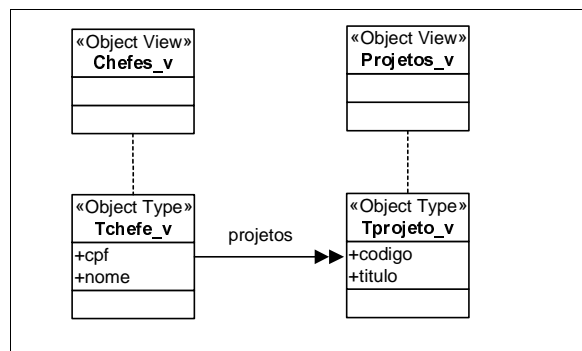 «Object View»
Chefes_v
«Object View»
Projetos_v
«Object Type»
Tchefe_v
+cpf
+nome
projetos
«Object Type»
Tprojeto_v
+codigo
+titulo